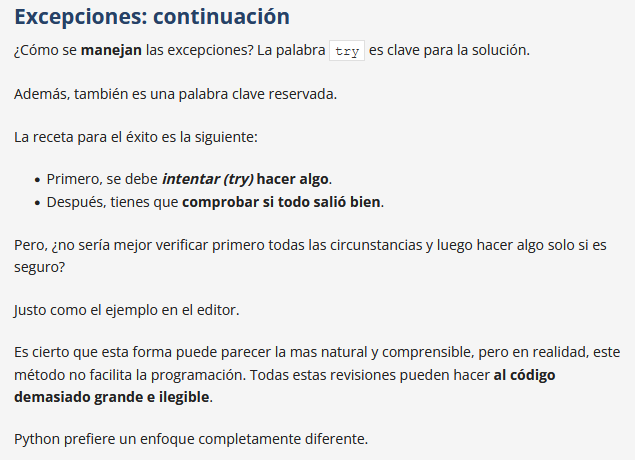 Excepciones: continuación
¿Cómo se manejan las excepciones? La palabra try es clave para la solución.
Además, también es una palabra clave reservada.
La receta para el éxito es la siguiente:
• Primero, se debe intentar (try) hacer algo.
• Después, tienes que comprobar si todo salió bien.
Pero, ¿no sería mejor verificar primero todas las circunstancias y luego hacer algo solo si es
seguro?
Justo como el ejemplo en el editor.
Es cierto que esta forma puede parecer la mas natural y comprensible, pero en realidad, este
método no facilita la programación. Todas estas revisiones pueden hacer al código
demasiado grande e ilegible.
Python prefiere un enfoque completamente diferente.